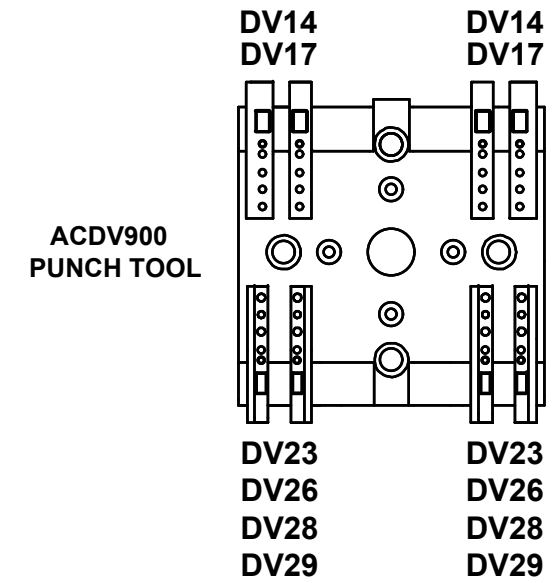 DV14 DV14
DV17 DV17
ACDV900
PUNCH TOOL
DV23 DV23
DV26 DV26
DV28 DV28
DV29 DV29